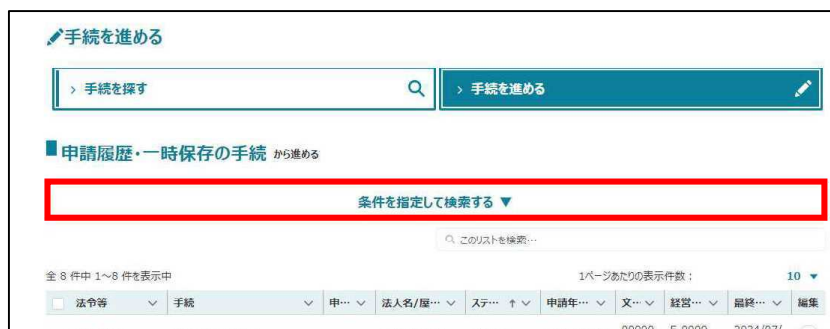 手続を進める
> 手続を探す
> 手続を進める
申請履歴・一時保存の手続 から進める
条件を指定して検索する ▼
このリストを検索…
全 8 件中 1～8 件を表示中
1ページあたりの表示件数： 10 ▼
法令等 手続 申… 法人名/屋… ステ… ↑ 申請年… 文… 経営… 最終… 編集